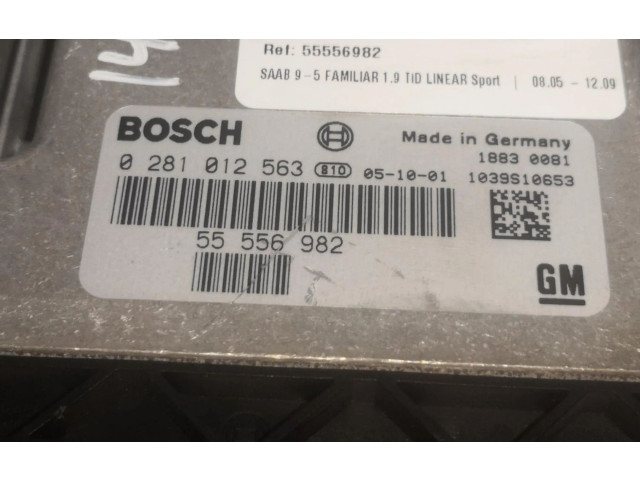 14
Ref: 55556982
SAAB 9-5 FAMILIAR 1.9 TiD LINEAR Sport | 08.05 - 12.09
BOSCH
Made in Germany
1883 0081
0 281 012 563 810 05-10-01 1039S10653
55 556 982
GM